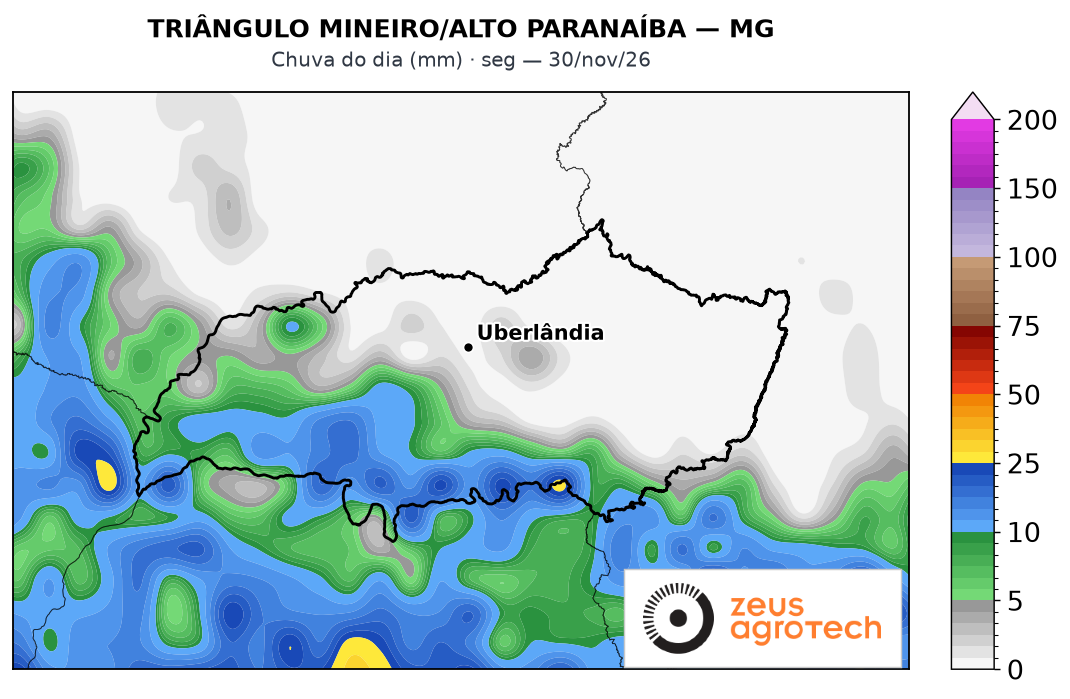 TRIÂNGULO MINEIRO/ALTO PARANAÍBA — MG
Chuva do dia (mm) · seg — 30/nov/26
Uberlândia
200
150
100
75
50
25
10
5
0
zeus
agrotech